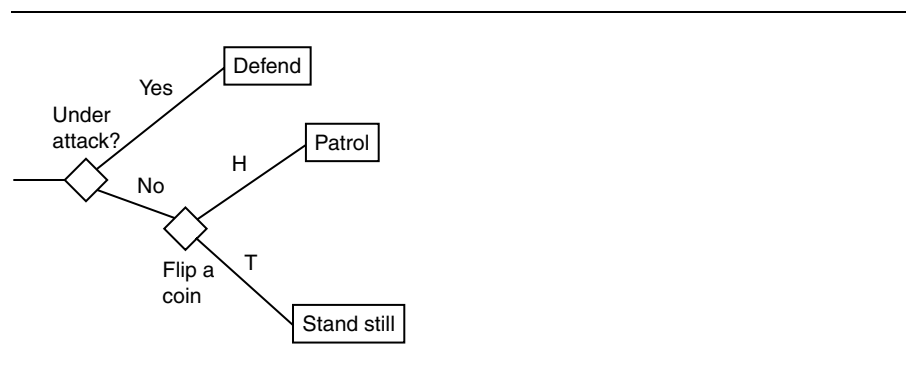 Defend
Yes
Under
attack?
Patrol
H
No
Flip a
coin
T
Stand still